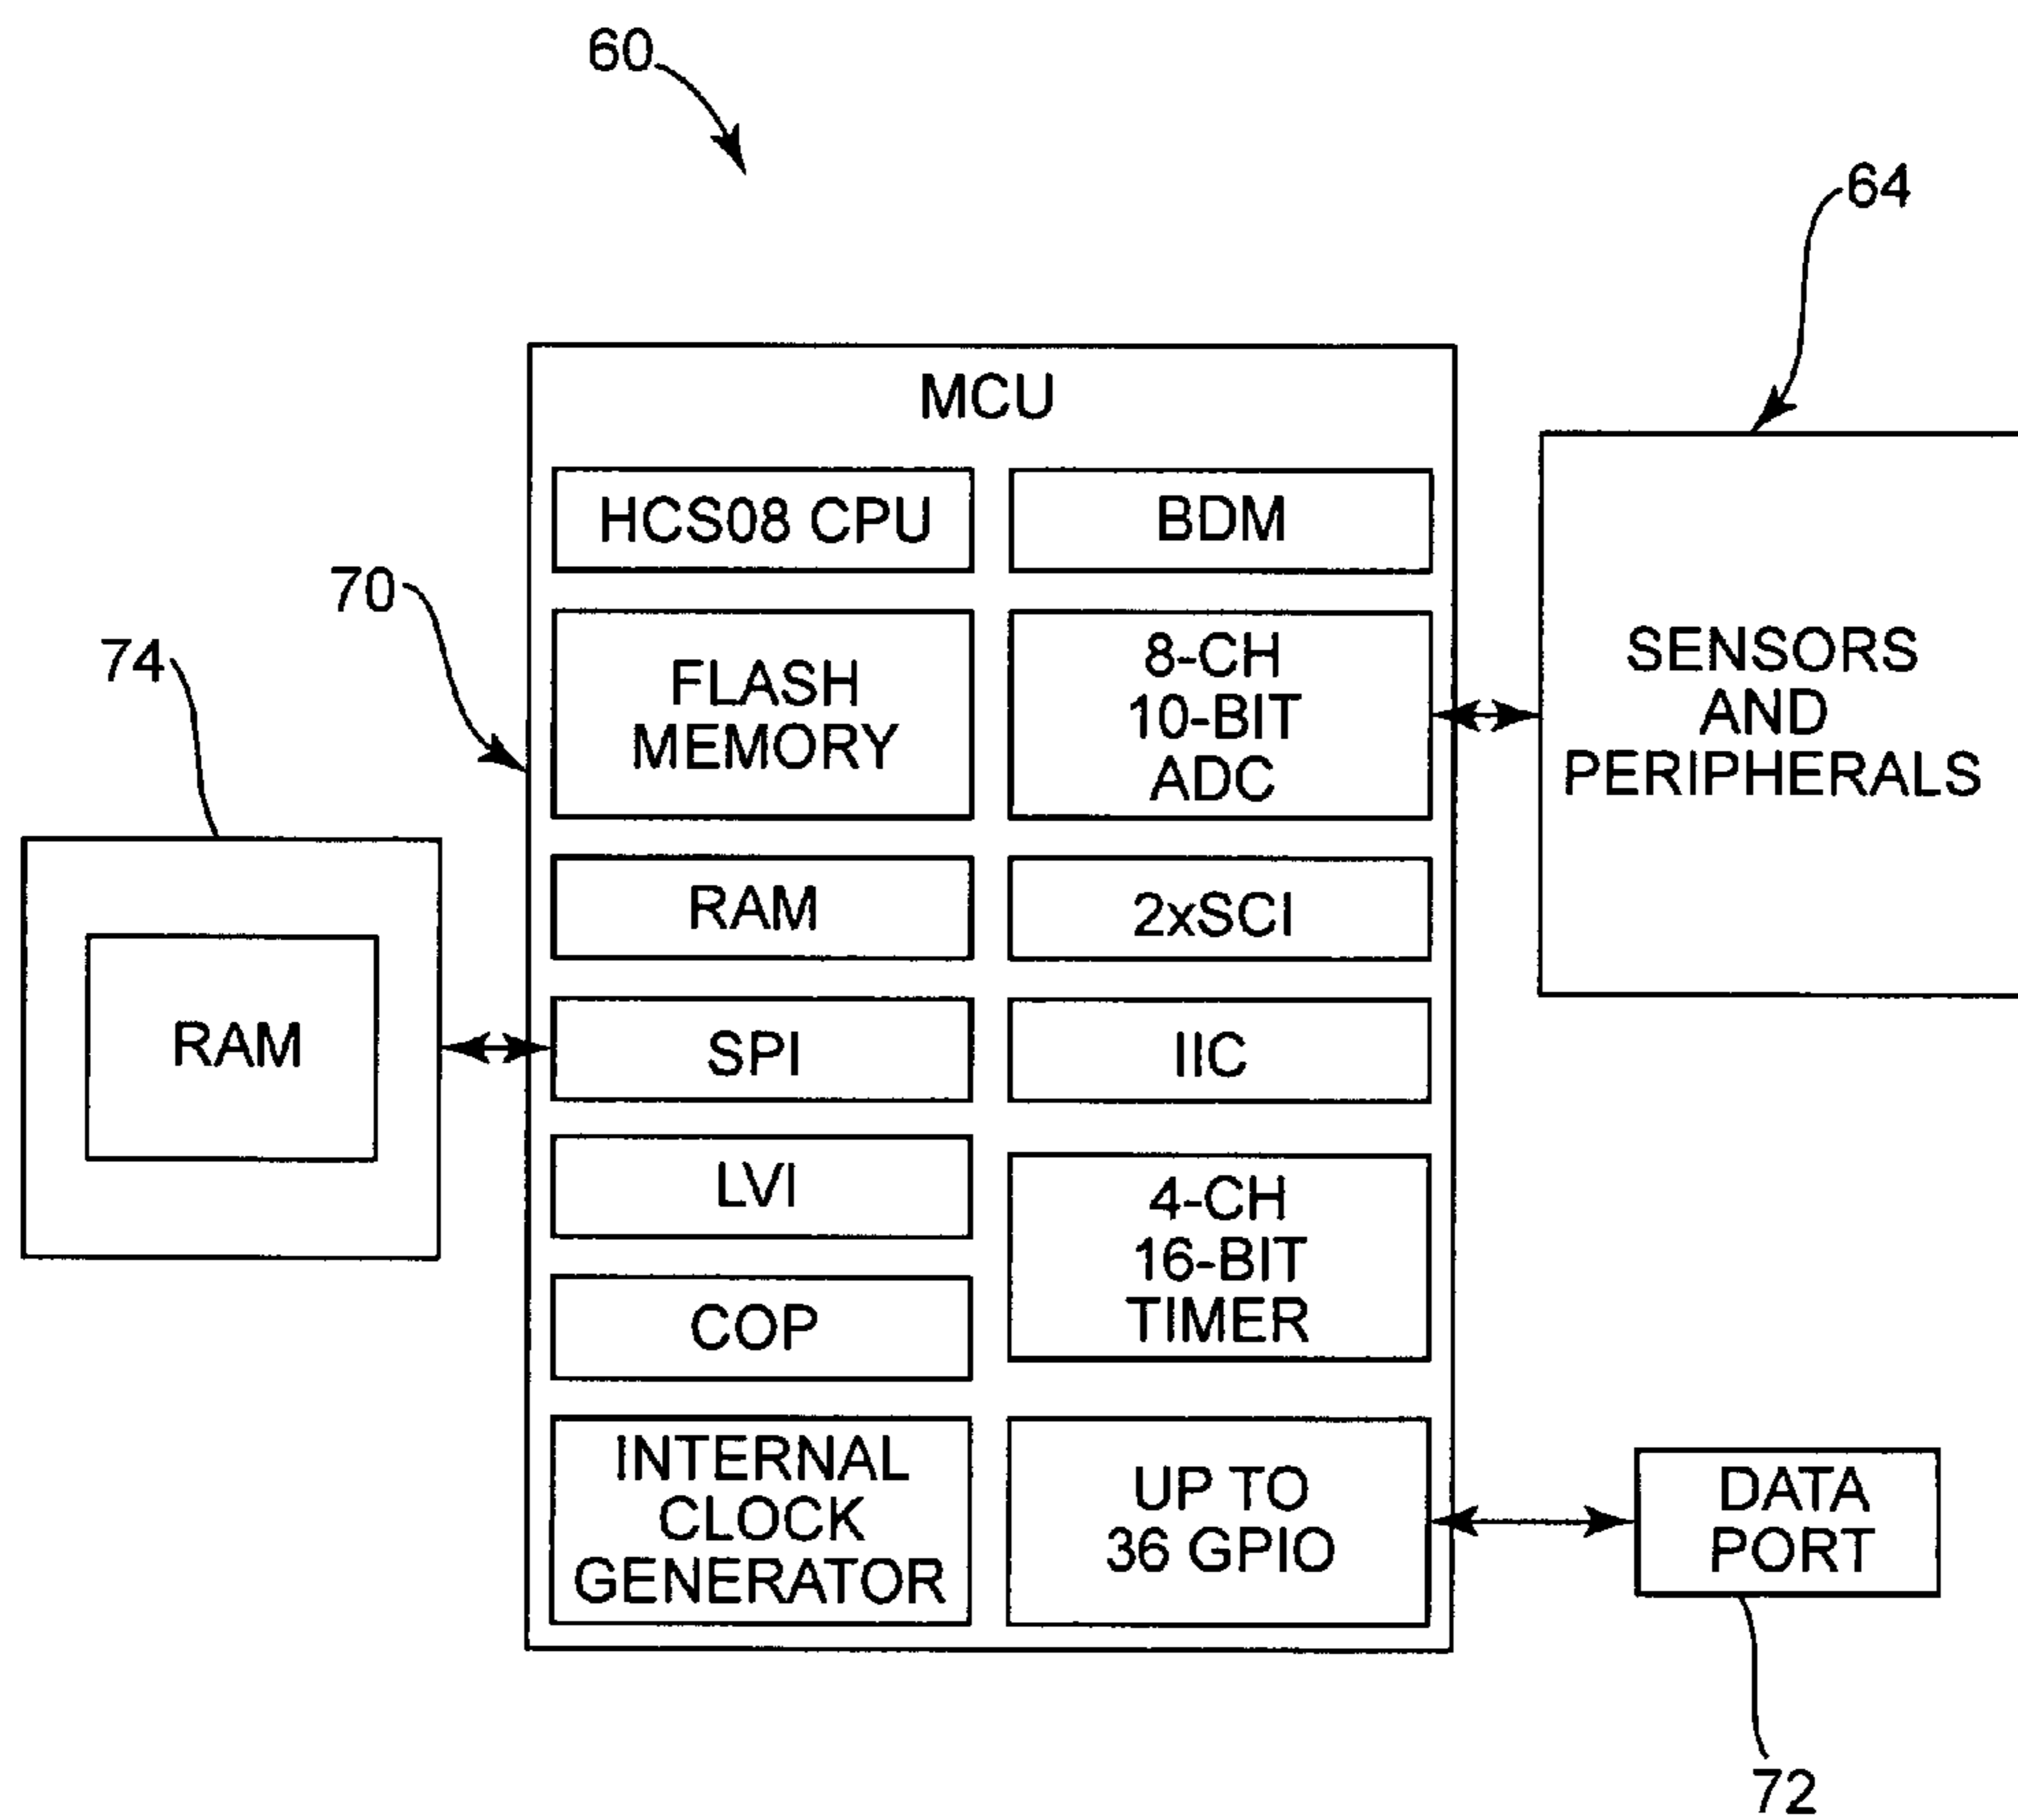 60
64
MCU
HCS08 CPU
BDM
70
74
FLASH
MEMORY
8-CH
10-BIT
ADC
SENSORS
AND
PERIPHERALS
RAM
2xSCI
RAM
SPI
IIC
LVI
4-CH
16-BIT
TIMER
COP
INTERNAL
CLOCK
GENERATOR
UP TO
36 GPIO
DATA
PORT
72